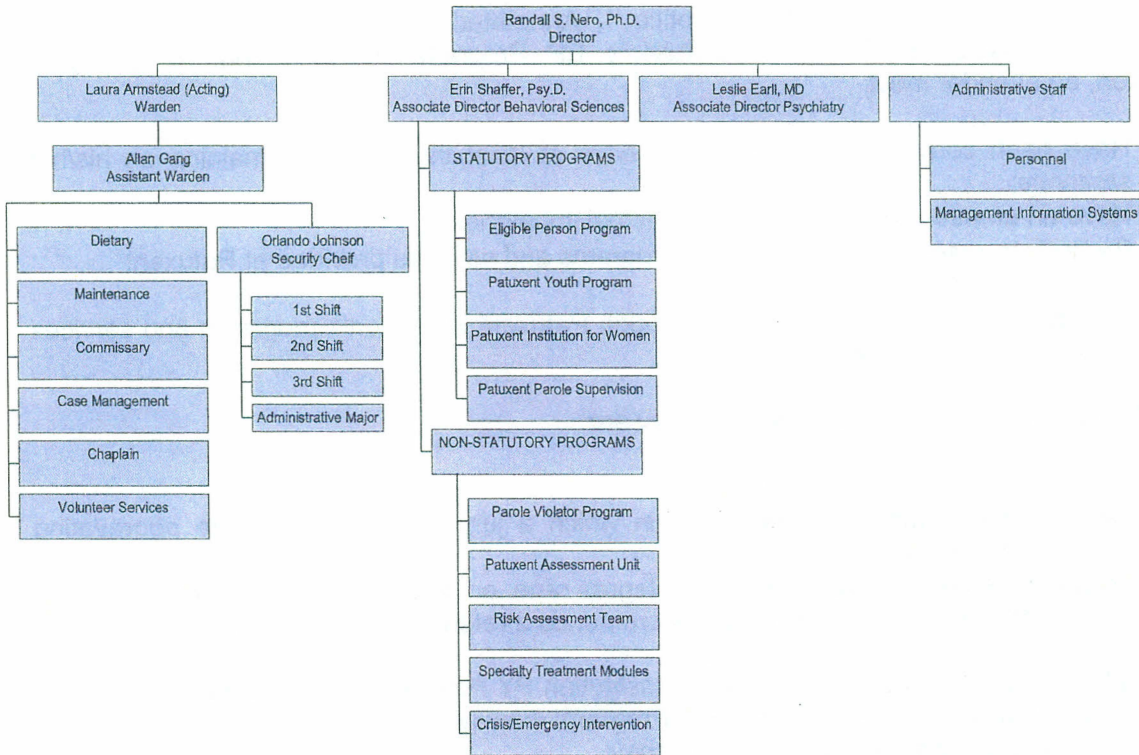 Randall S. Nero, Ph.D.
Director
Laura Armstead (Acting)
Warden
Erin Shaffer, Psy.D.
Associate Director Behavioral Sciences
Leslie Earll, MD
Associate Director Psychiatry
Administrative Staff
Allan Gang
Assistant Warden
STATUTORY PROGRAMS
Personnel
Management Information Systems
Dietary
Maintenance
Commissary
Case Management
Chaplain
Volunteer Services
Orlando Johnson
Security Cheif
1st Shift
2nd Shift
3rd Shift
Administrative Major
Eligible Person Program
Patuxent Youth Program
Patuxent Institution for Women
Patuxent Parole Supervision
NON-STATUTORY PROGRAMS
Parole Violator Program
Patuxent Assessment Unit
Risk Assessment Team
Specialty Treatment Modules
Crisis/Emergency Intervention